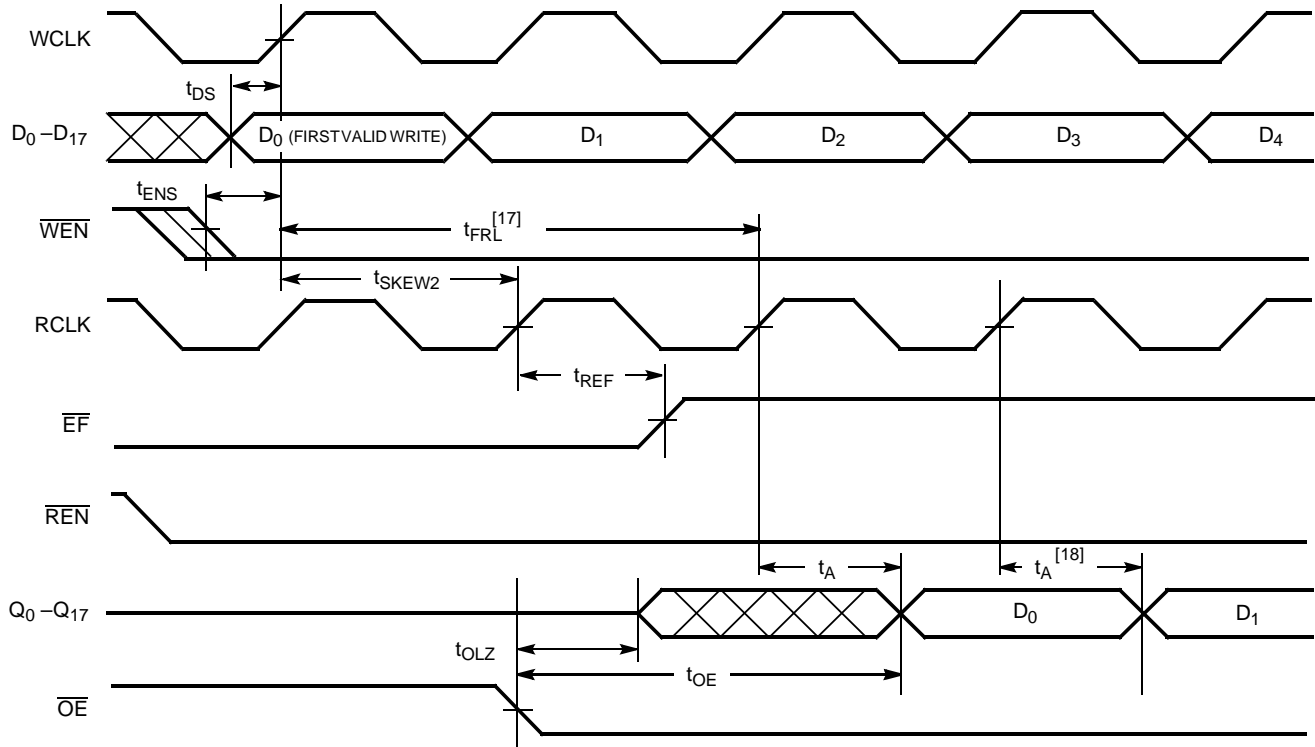 WCLK
tDS
D0 –D17
D0 (FIRST VALID WRITE)
D1
D2
D3
D4
tENS
WEN
tFRL[17]
tSKEW2
RCLK
tREF
EF
REN
tA
tA[18]
Q0 –Q17
D0
D1
tOLZ
tOE
OE